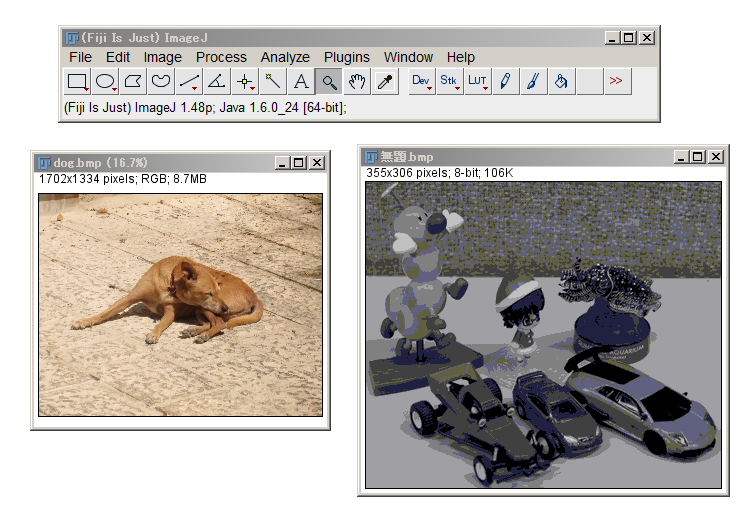 (Fiji Is Just) ImageJ
File Edit Image Process Analyze Plugins Window Help
Dev Stk LUT >>
(Fiji Is Just) ImageJ 1.48p; Java 1.6.0_24 [64-bit];
dog.bmp (16.7%)
1702x1334 pixels; RGB; 8.7MB
無題.bmp
355x306 pixels; 8-bit; 106K
AQUARIUM